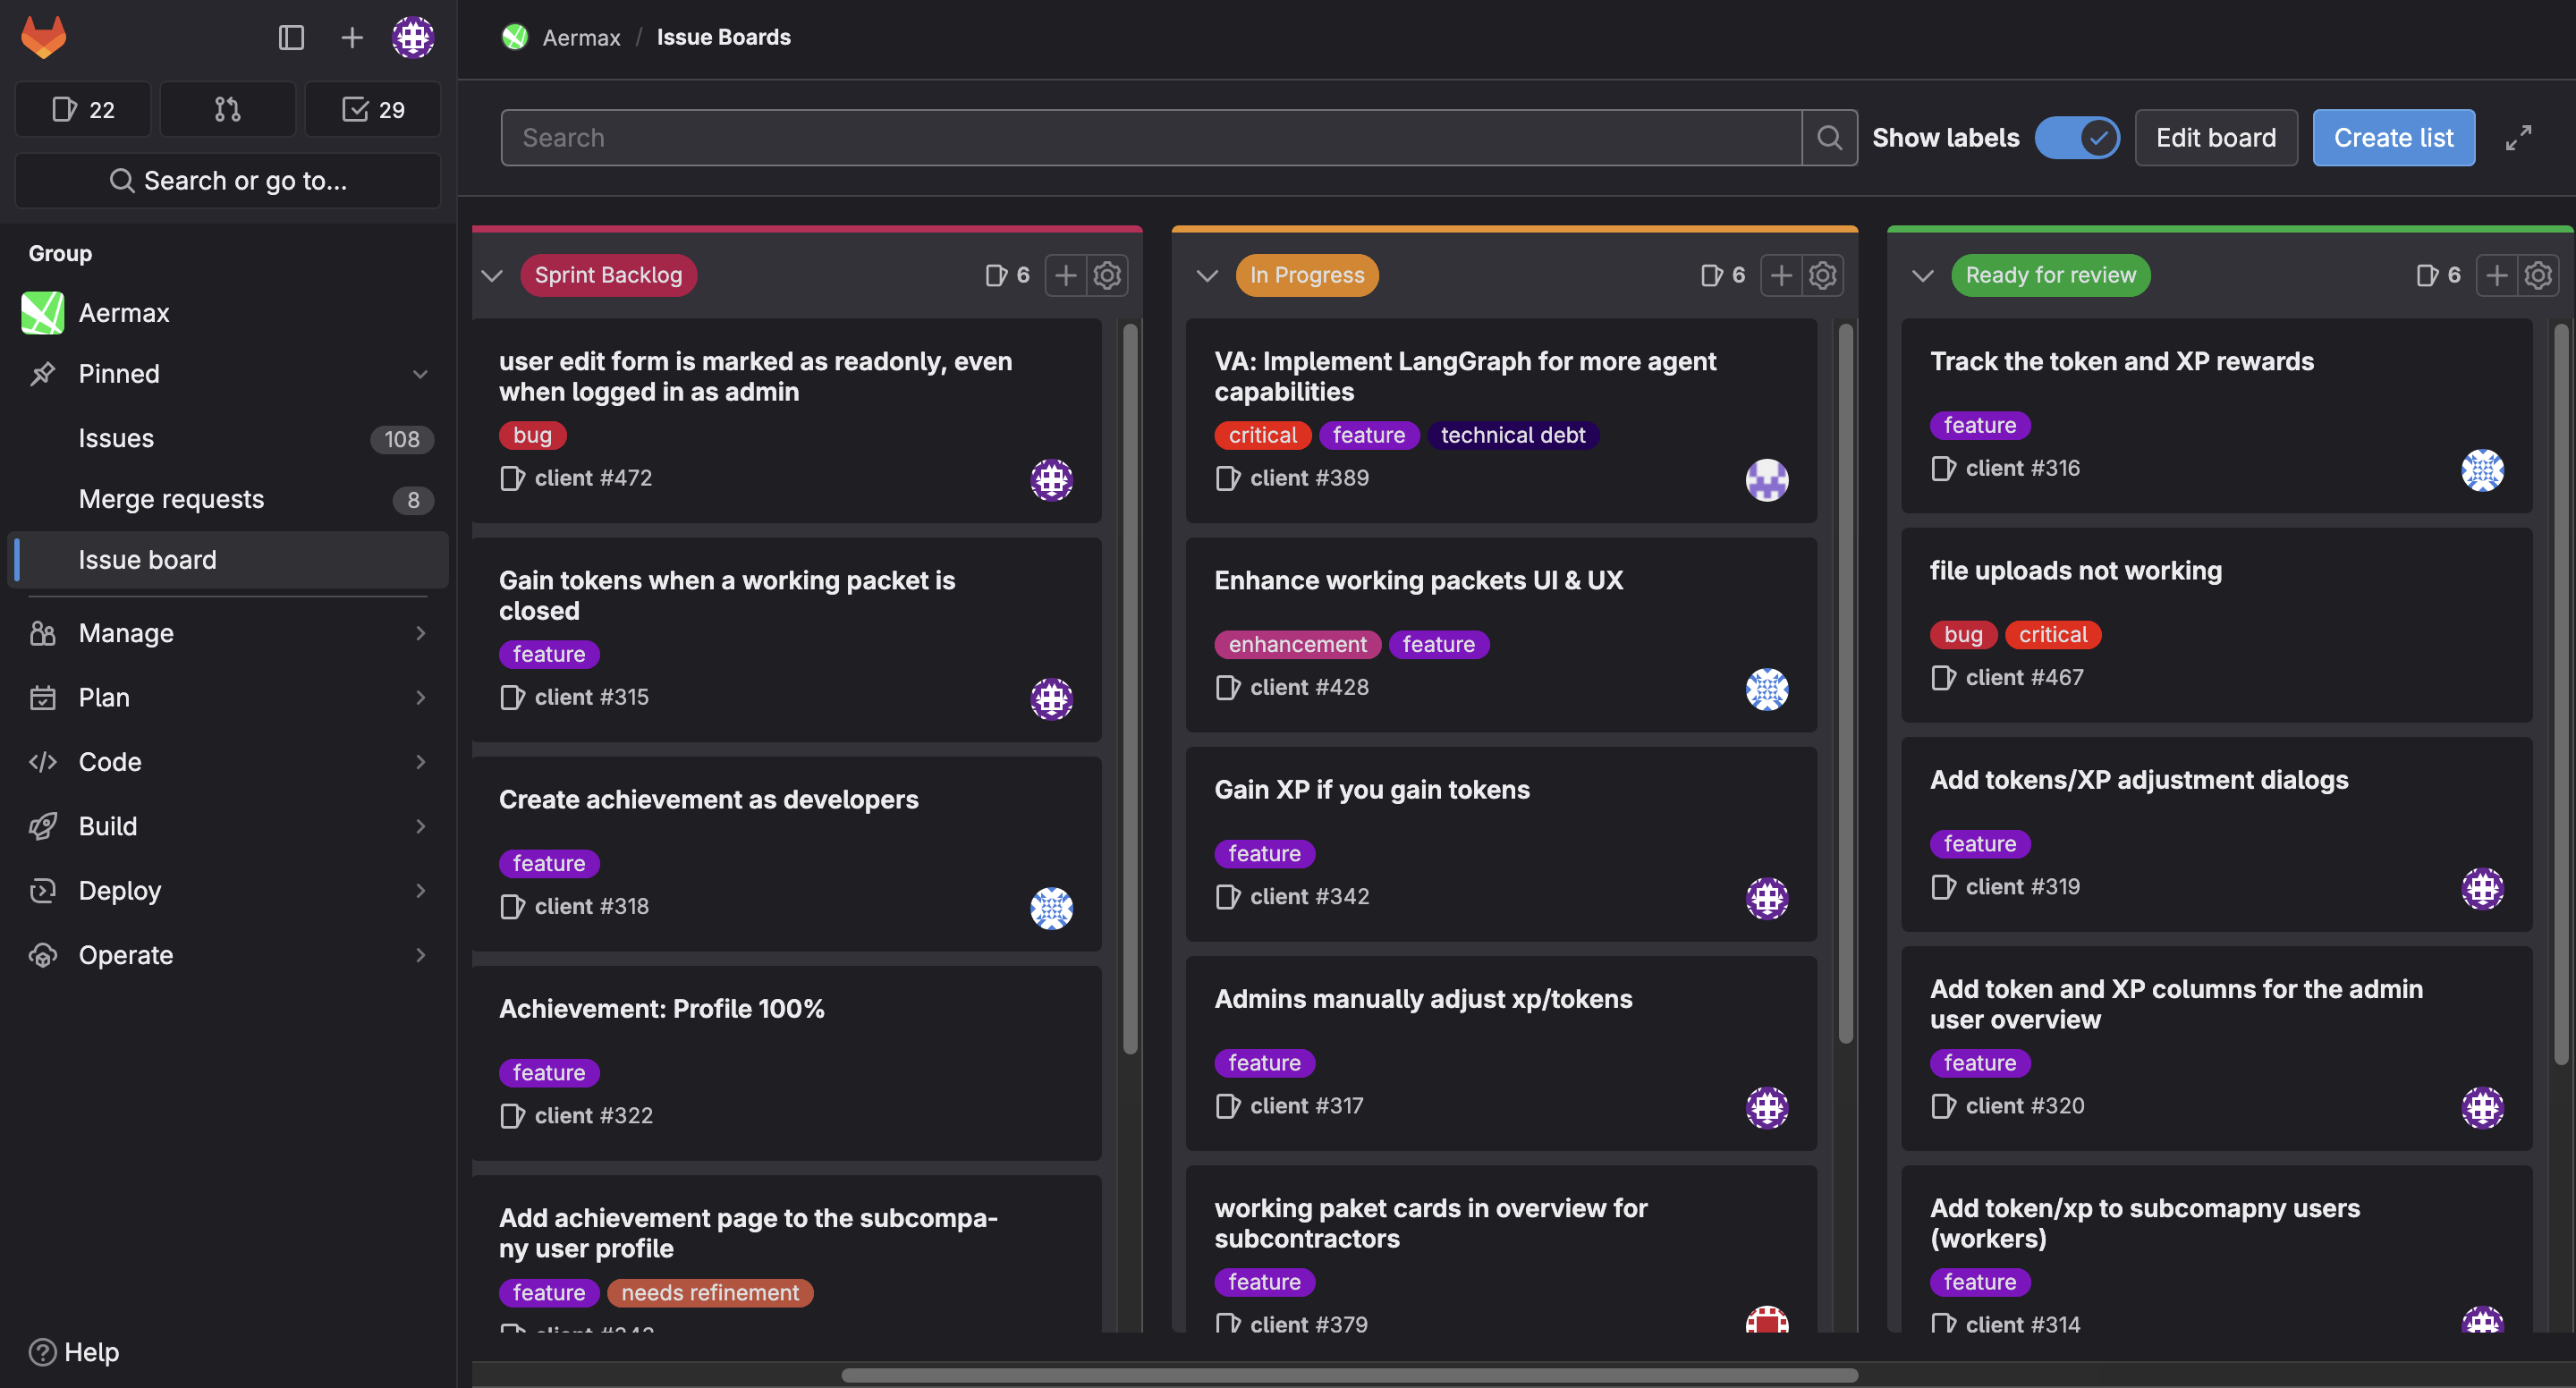 22
29
Search or go to...
Group
Aermax
Pinned
Issues
108
Merge requests
8
Issue board
Manage
Plan
Code
Build
Deploy
Operate
Help
Aermax / Issue Boards
Search
Show labels
Edit board
Create list
Sprint Backlog
6
user edit form is marked as readonly, even
when logged in as admin
bug
client #472
Gain tokens when a working packet is
closed
feature
client #315
Create achievement as developers
feature
client #318
Achievement: Profile 100%
feature
client #322
Add achievement page to the subcompa-
ny user profile
feature needs refinement
In Progress
6
VA: Implement LangGraph for more agent
capabilities
critical feature technical debt
client #389
Enhance working packets UI & UX
enhancement feature
client #428
Gain XP if you gain tokens
feature
client #342
Admins manually adjust xp/tokens
feature
client #317
working paket cards in overview for
subcontractors
feature
client #379
Ready for review
6
Track the token and XP rewards
feature
client #316
file uploads not working
bug critical
client #467
Add tokens/XP adjustment dialogs
feature
client #319
Add token and XP columns for the admin
user overview
feature
client #320
Add token/xp to subcomapny users
(workers)
feature
client #314